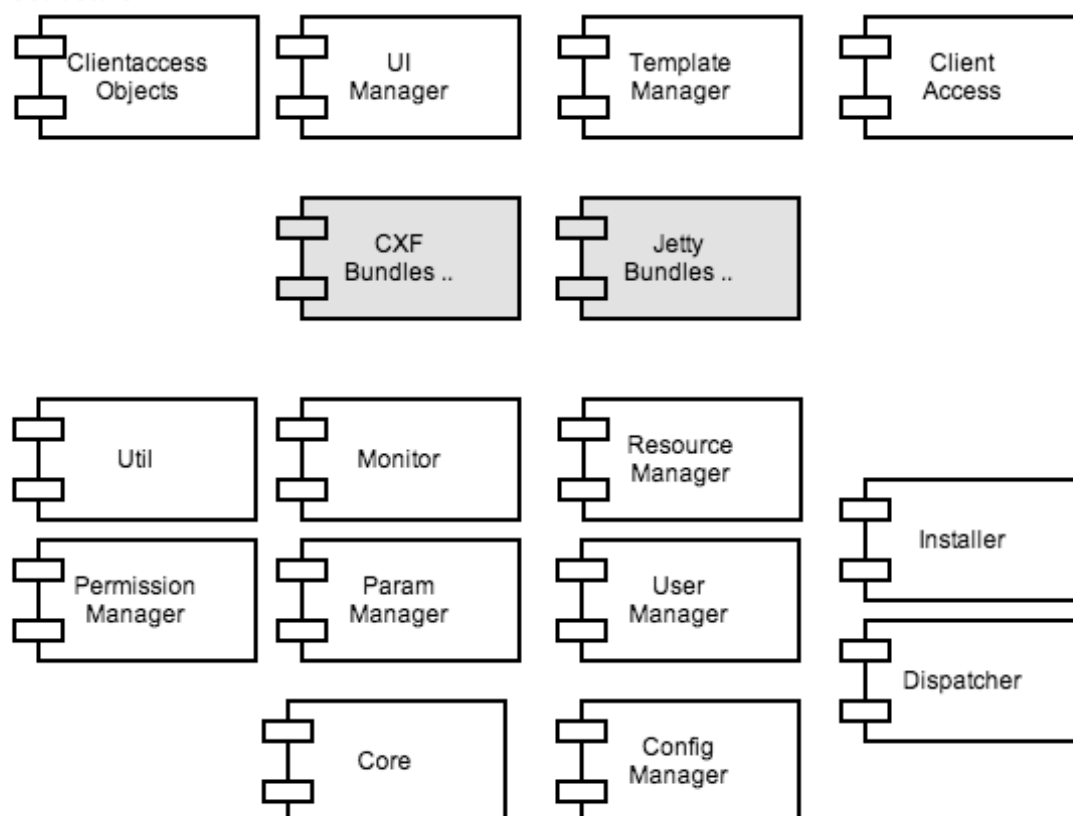 Clientaccess
Objects
UI
Manager
Template
Manager
Client
Access
CXF
Bundles ..
Jetty
Bundles ..
Util
Monitor
Resource
Manager
Installer
Permission
Manager
Param
Manager
User
Manager
Dispatcher
Core
Config
Manager